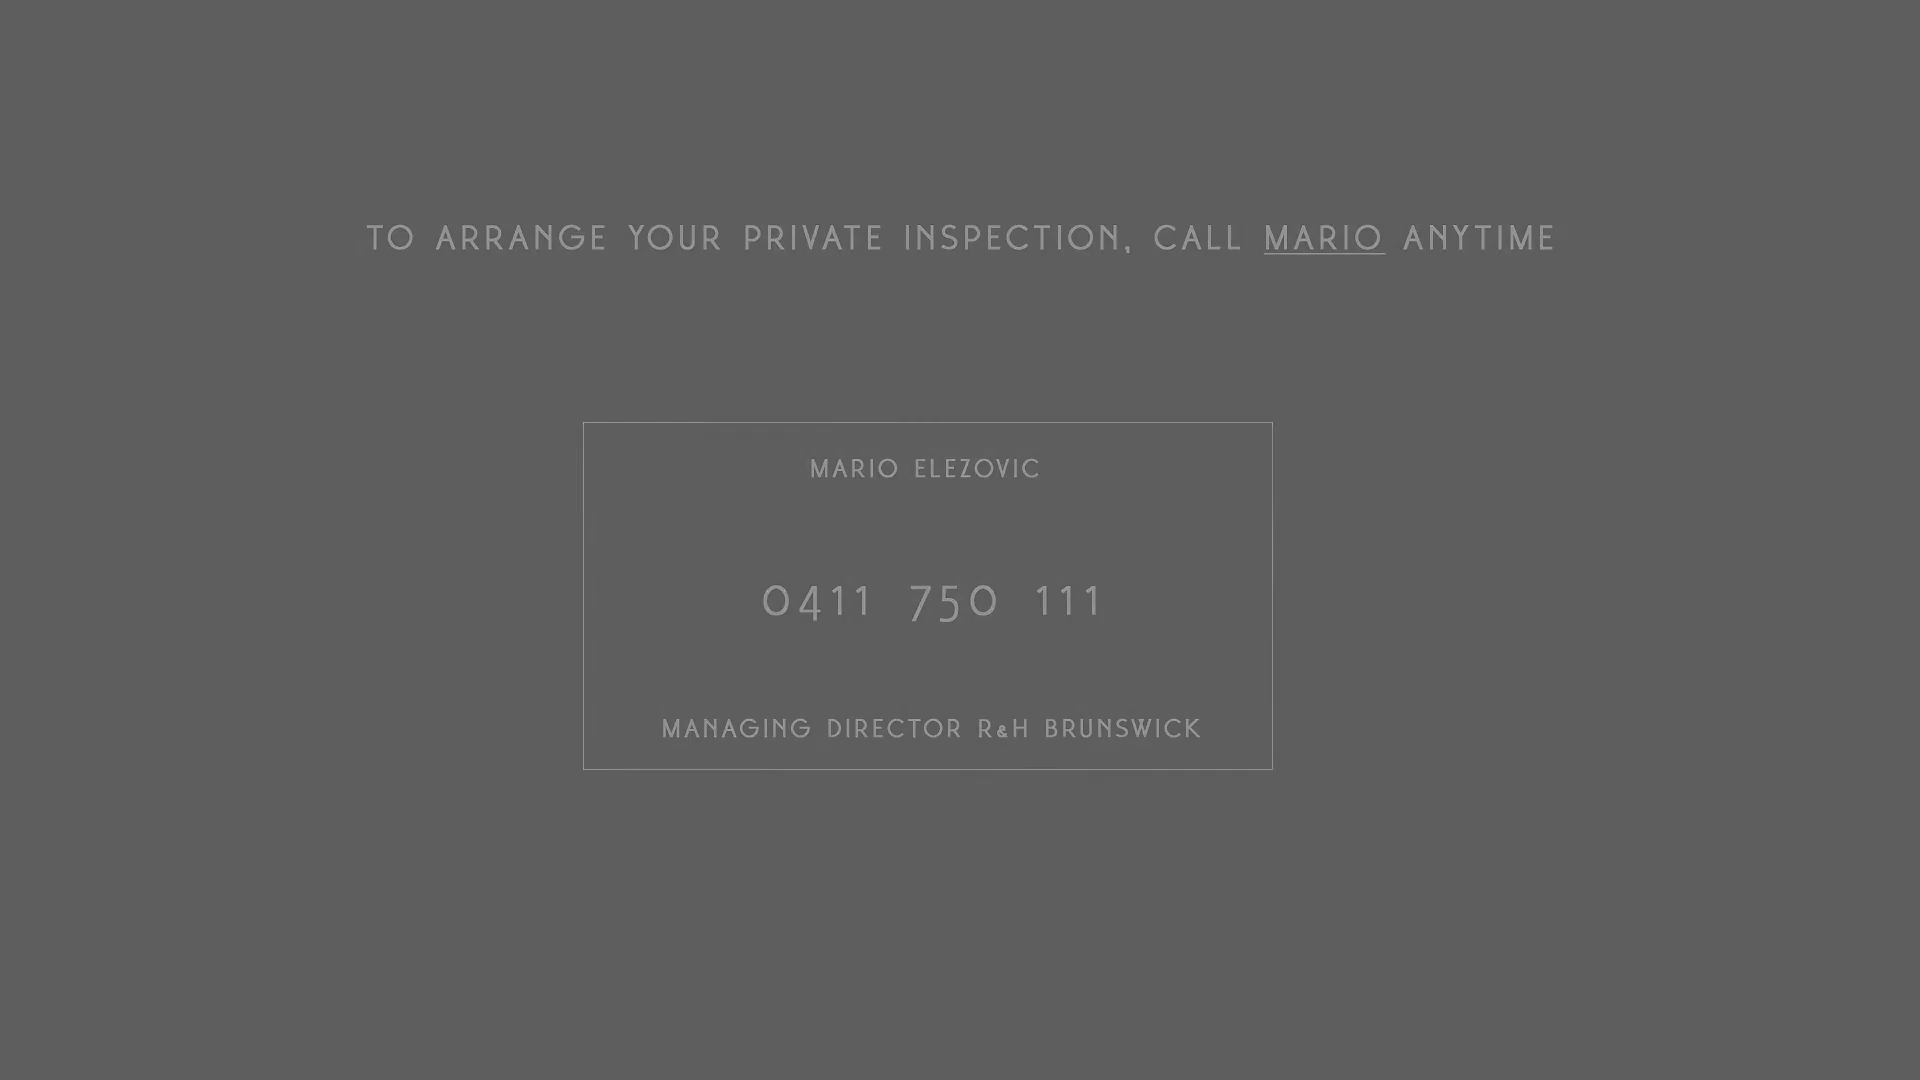 TO ARRANGE YOUR PRIVATE INSPECTION, CALL MARIO ANYTIME
MARIO ELEZOVIC
0411 750 111
MANAGING DIRECTOR R&H BRUNSWICK